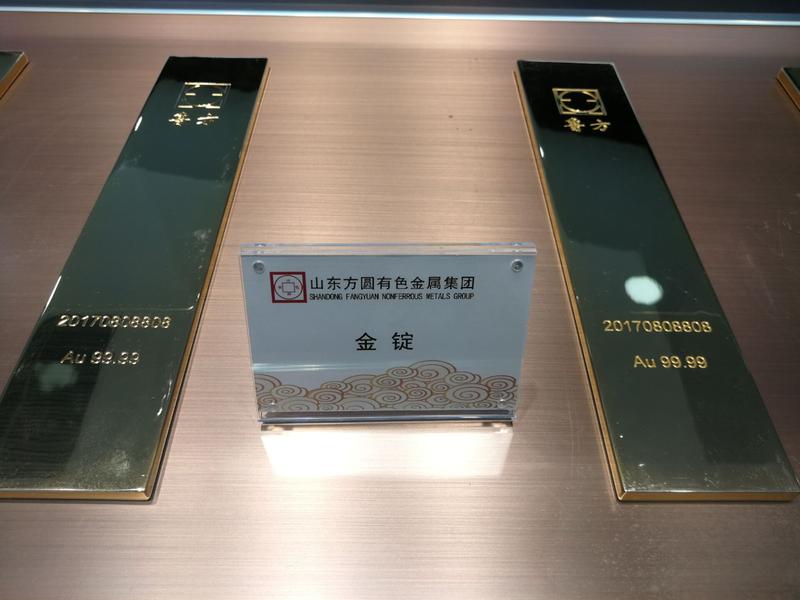 鲁方
20170808808
Au 99.99
山东方圆有色金属集团
SHANDONG FANGYUAN NONFERROUS METALS GROUP
金锭
鲁方
20170808808
Au 99.99